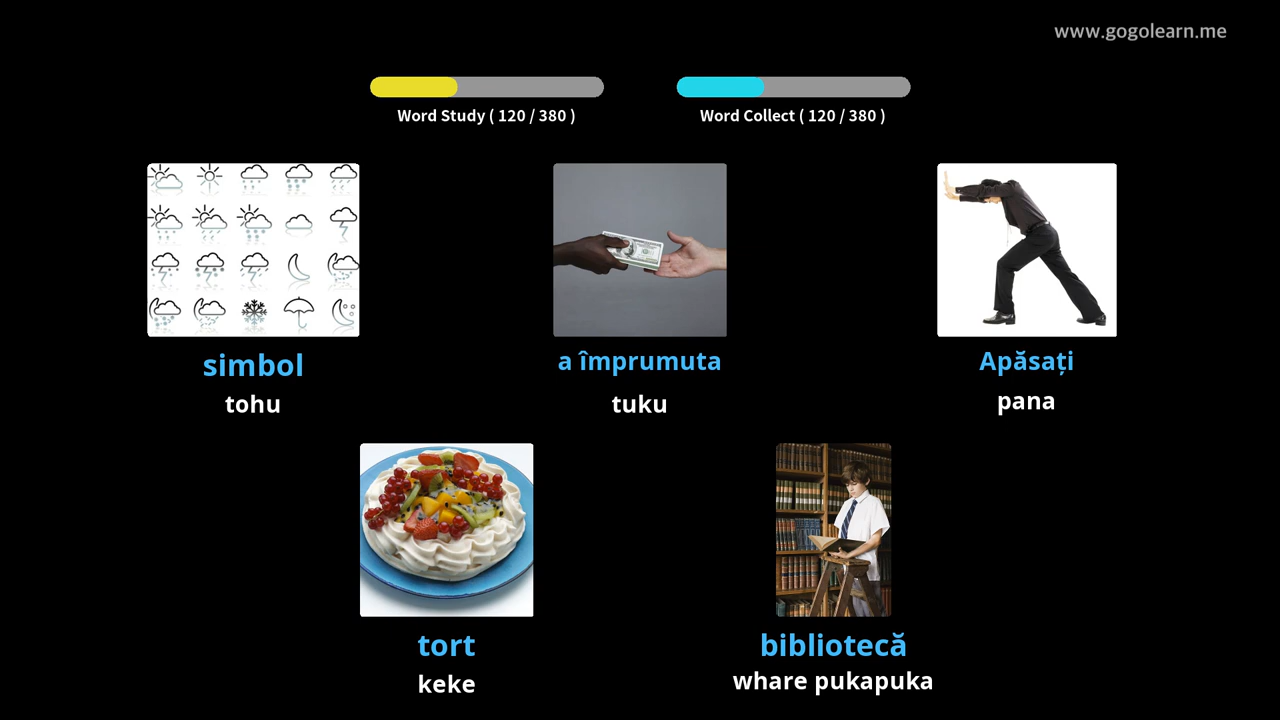 www.gogolearn.me
Word Study ( 120 / 380 )
Word Collect ( 120 / 380 )
simbol
tohu
a împrumuta
tuku
Apăsați
pana
tort
keke
bibliotecă
whare pukapuka